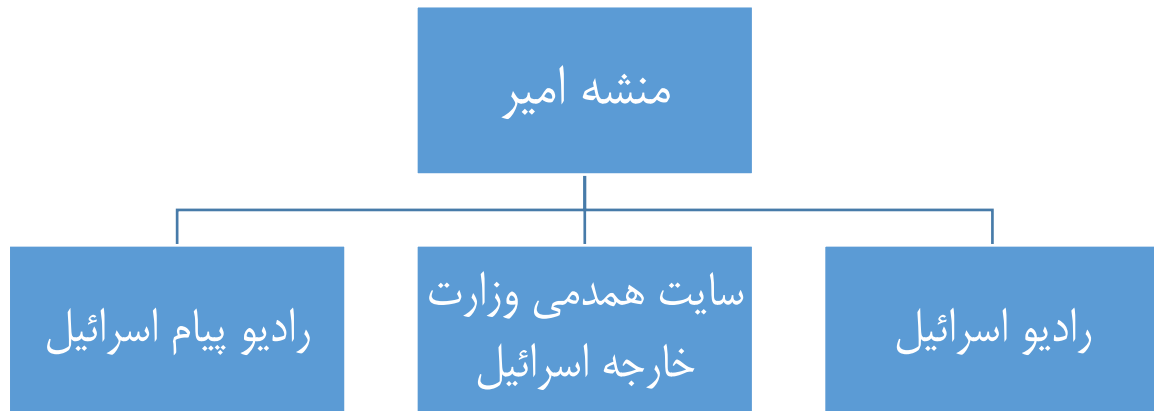 منشه امیر
رادیو اسرائیل
سایت همدمی وزارت
خارجه اسرائیل
رادیو پیام اسرائیل